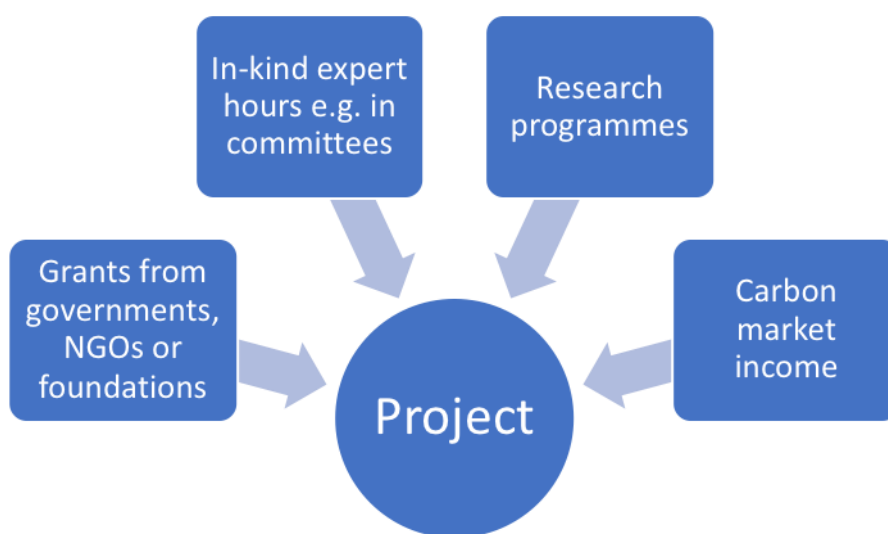 In-kind expert
hours e.g. in
committees
Research
programmes
Grants from
governments,
NGOs or
foundations
Carbon
market
income
Project